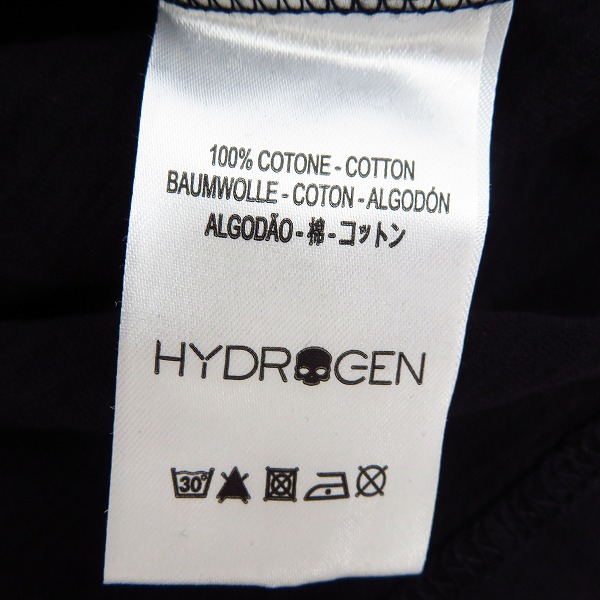 100% COTONE - COTTON
BAUMWOLLE - COTON - ALGODÓN
ALGODÃO - 棉 - コットン
HYDROGEN
30°